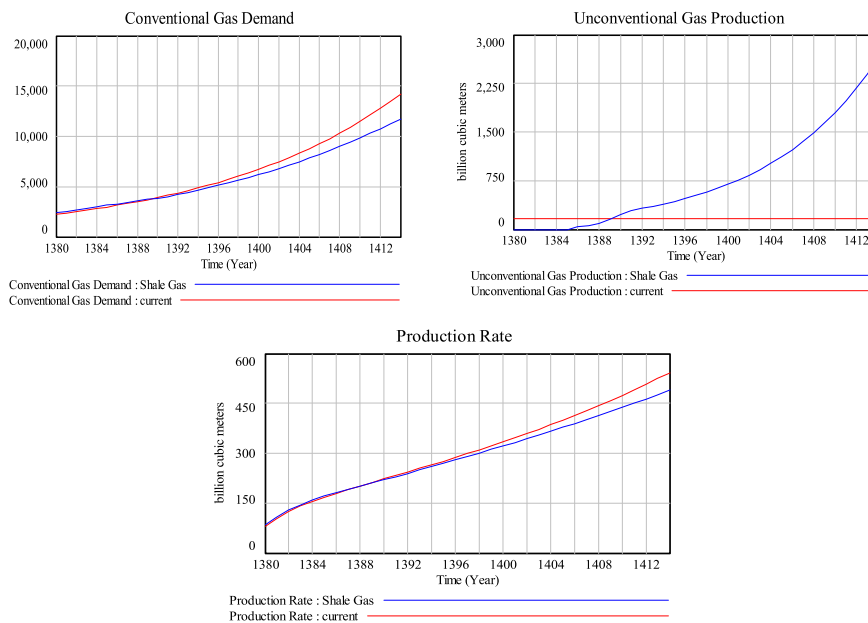 Conventional Gas Demand
20,000
15,000
10,000
5,000
0
1380 1384 1388 1392 1396 1400 1404 1408 1412
Time (Year)
Conventional Gas Demand : Shale Gas
Conventional Gas Demand : current
Unconventional Gas Production
3,000
2,250
1,500
750
0
billion cubic meters
1380 1384 1388 1392 1396 1400 1404 1408 1412
Time (Year)
Unconventional Gas Production : Shale Gas
Unconventional Gas Production : current
Production Rate
600
450
300
150
0
billion cubic meters
1380 1384 1388 1392 1396 1400 1404 1408 1412
Time (Year)
Production Rate : Shale Gas
Production Rate : current